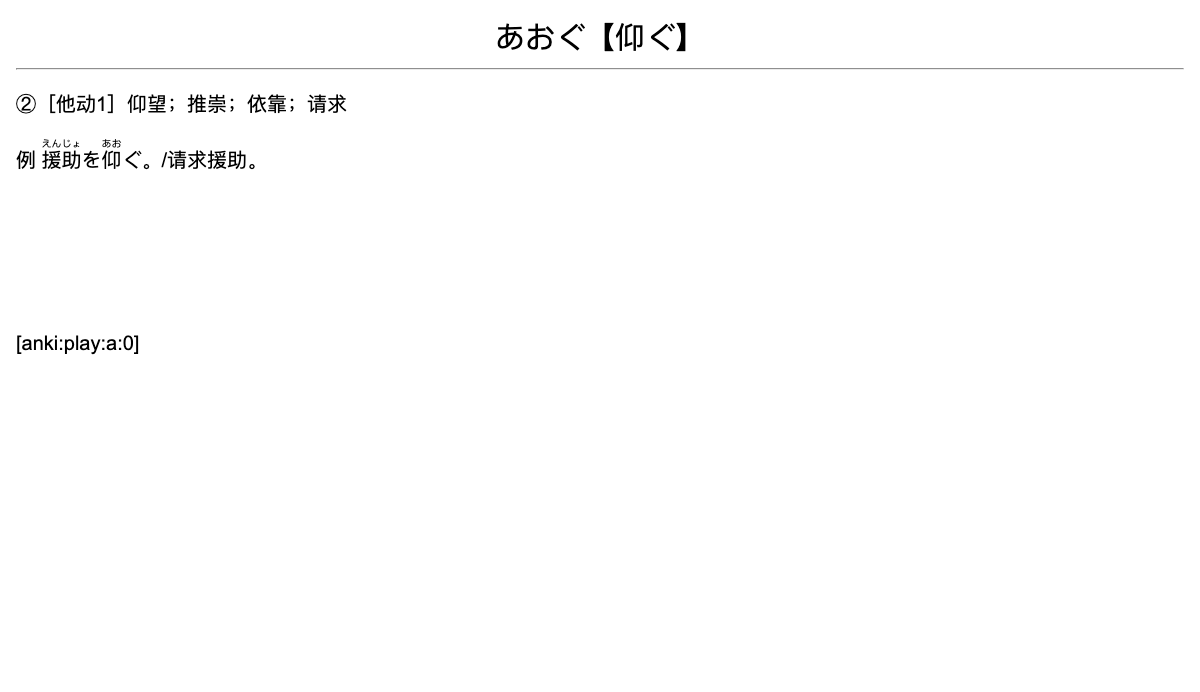 あおぐ【仰ぐ】
②［他动1］仰望；推崇；依靠；请求
えんじょ あお
例 援助を仰ぐ。/请求援助。
[anki:play:a:0]